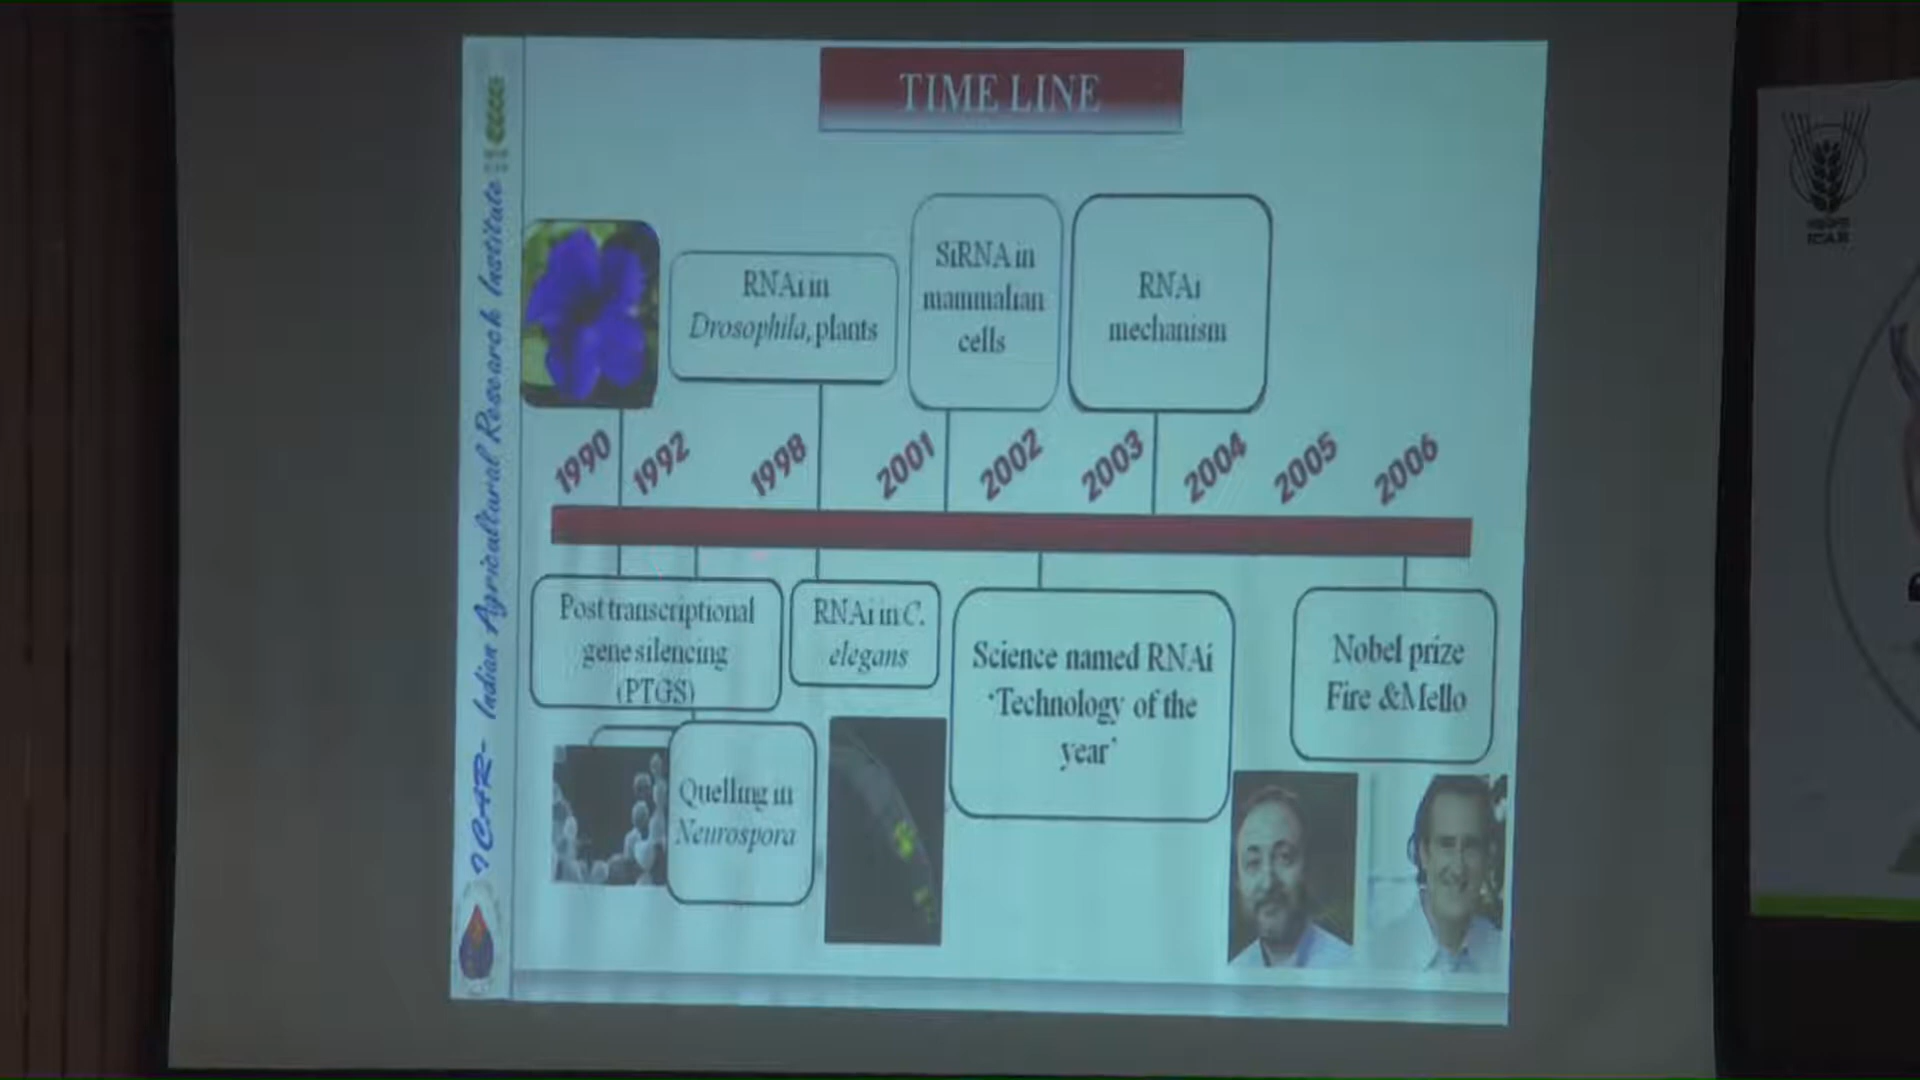 TIME LINE
ICAR- Indian Agricultural Research Institute
RNAi in
Drosophila, plants
SiRNA in
mammalian
cells
RNAi
mechanism
1990
1992
1998
2001
2002
2003
2004
2005
2006
Post transcriptional
gene silencing
(PTGS)
RNAi in C.
elegans
Science named RNAi
'Technology of the
year'
Nobel prize
Fire &Mello
Quelling in
Neurospora
ICAR